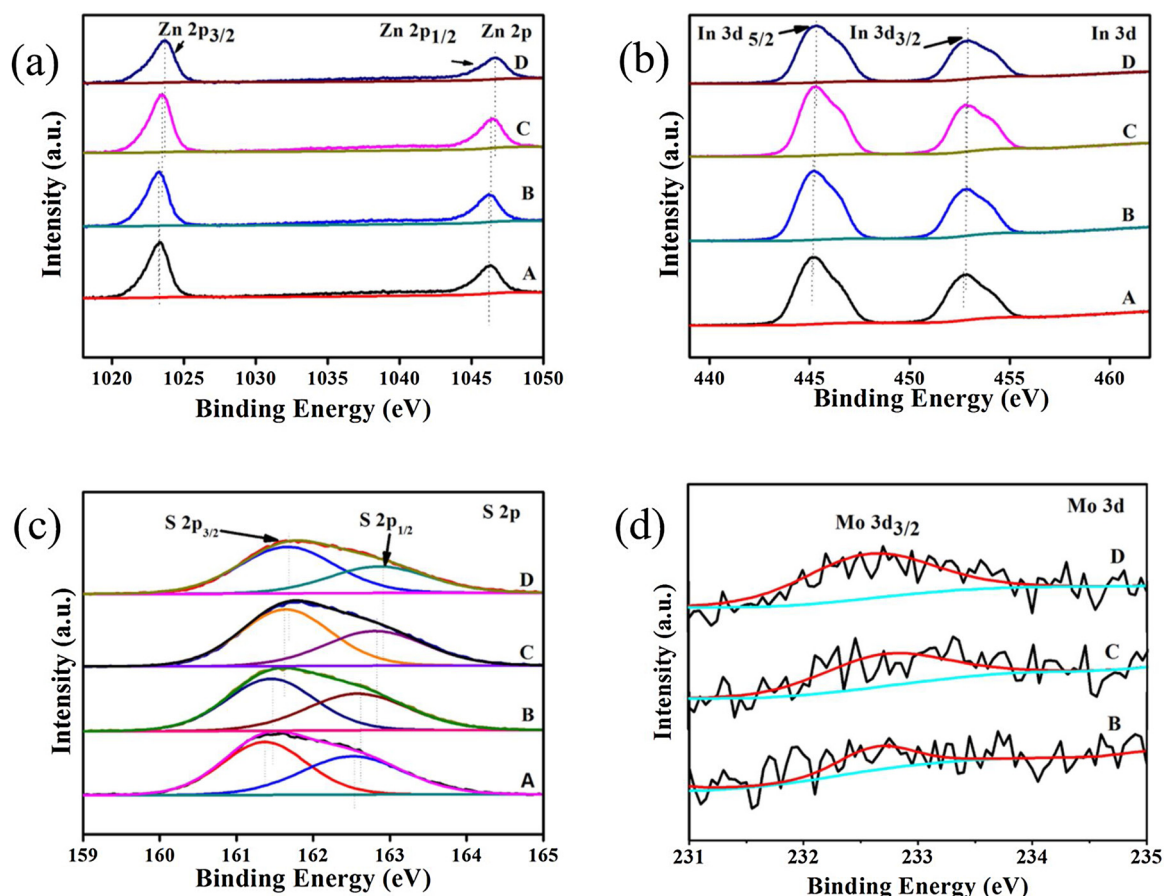 (a)
Zn 2p3/2 Zn 2p1/2 Zn 2p
D
C
B
A
Intensity (a.u.)
1020 1025 1030 1035 1040 1045 1050
Binding Energy (eV)
(b)
In 3d 5/2 In 3d3/2 In 3d
D
C
B
A
Intensity (a.u.)
440 445 450 455 460
Binding Energy (eV)
(c)
S 2p3/2 S 2p1/2 S 2p
D
C
B
A
Intensity (a.u.)
159 160 161 162 163 164 165
Binding Energy (eV)
(d)
Mo 3d
Mo 3d3/2
D
C
B
Intensity (a.u.)
231 232 233 234 235
Binding Energy (eV)